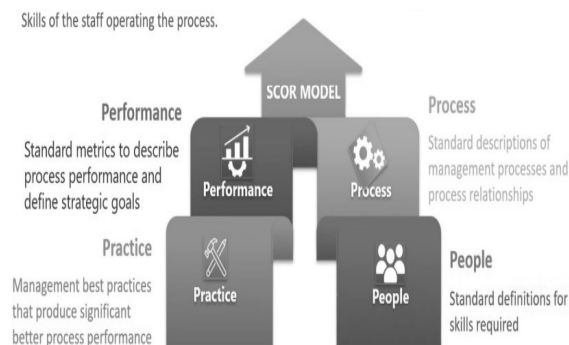 Skills of the staff operating the process.
SCOR MODEL
Performance
Standard metrics to describe
process performance and
define strategic goals
Performance
Process
Process
Standard descriptions of
management processes and
process relationships
Practice
Management best practices
that produce significant
better process performance
Practice
People
People
Standard definitions for
skills required